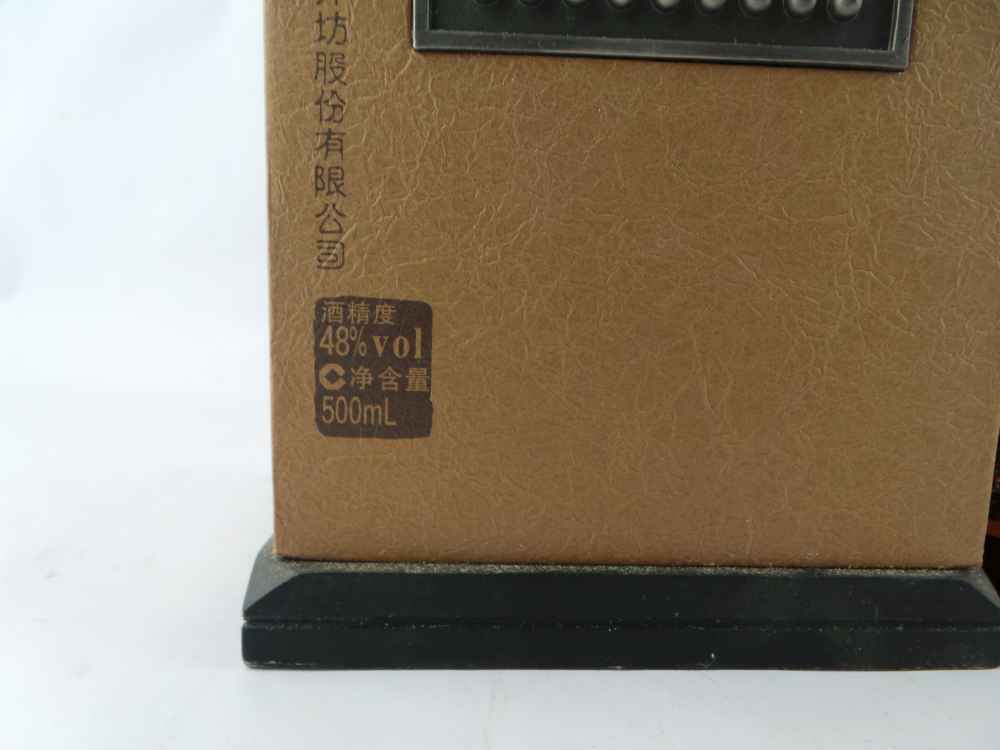 坊股份有限公司
酒精度
48%vol
净含量
500mL